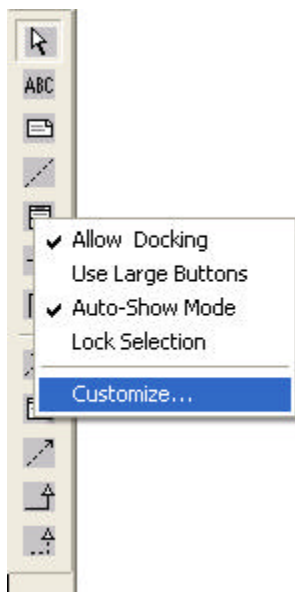 ABC
Allow Docking
Use Large Buttons
Auto-Show Mode
Lock Selection
Customize...